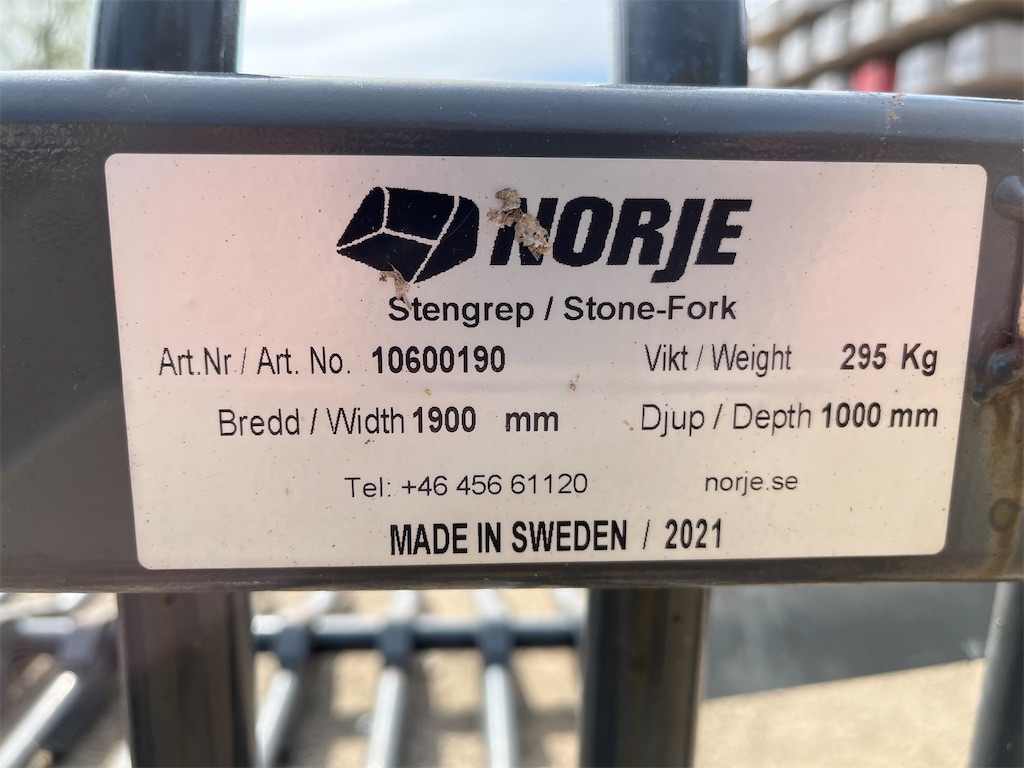 NORJE
Stengrep / Stone-Fork
Art.Nr / Art. No. 10600190 Vikt / Weight 295 Kg
Bredd / Width 1900 mm Djup / Depth 1000 mm
Tel: +46 456 61120 norje.se
MADE IN SWEDEN / 2021